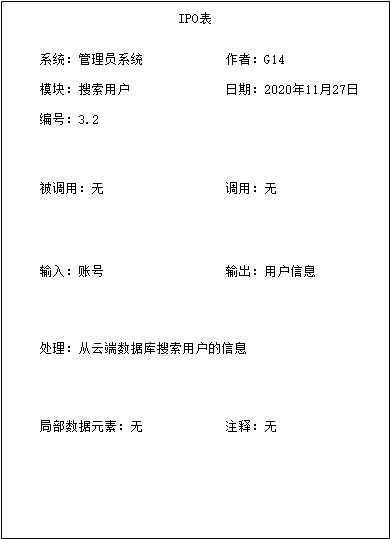 IPO表
系统：管理员系统 作者：G14
模块：搜索用户 日期：2020年11月27日
编号：3.2
被调用：无 调用：无
输入：账号 输出：用户信息
处理：从云端数据库搜索用户的信息
局部数据元素：无 注释：无